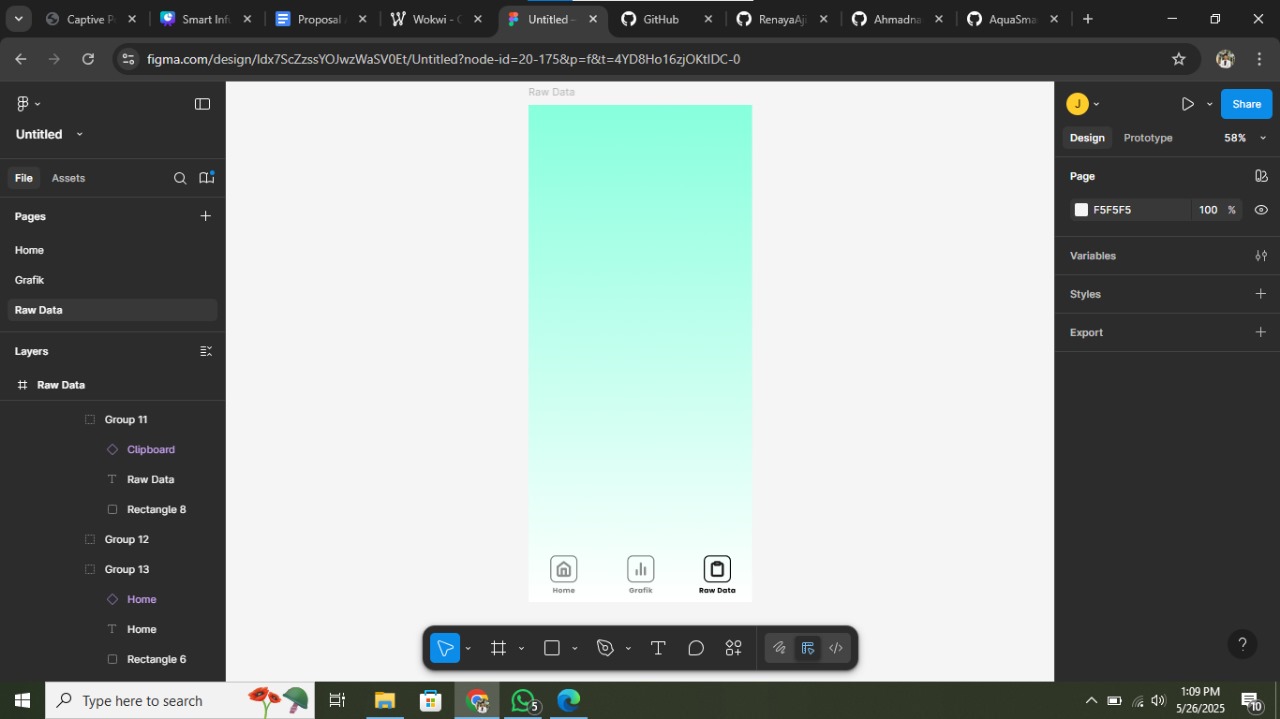 Captive P
Smart Infu
Proposal
Wokwi -
Untitled –
GitHub
RenayaAji
Ahmadna
AquaSma
figma.com/design/ldx7ScZzssYOJwzWaSV0Et/Untitled?node-id=20-175&p=f&t=4YD8Ho16zjOKtlDC-0
Untitled
File
Assets
Pages
Home
Grafik
Raw Data
Layers
Raw Data
Group 11
Clipboard
Raw Data
Rectangle 8
Group 12
Group 13
Home
Home
Rectangle 6
Raw Data
Home
Grafik
Raw Data
J
Share
Design
Prototype
58%
Page
F5F5F5
100
%
Variables
Styles
Export
?
Type here to search
5
1:09 PM
5/26/2025
10